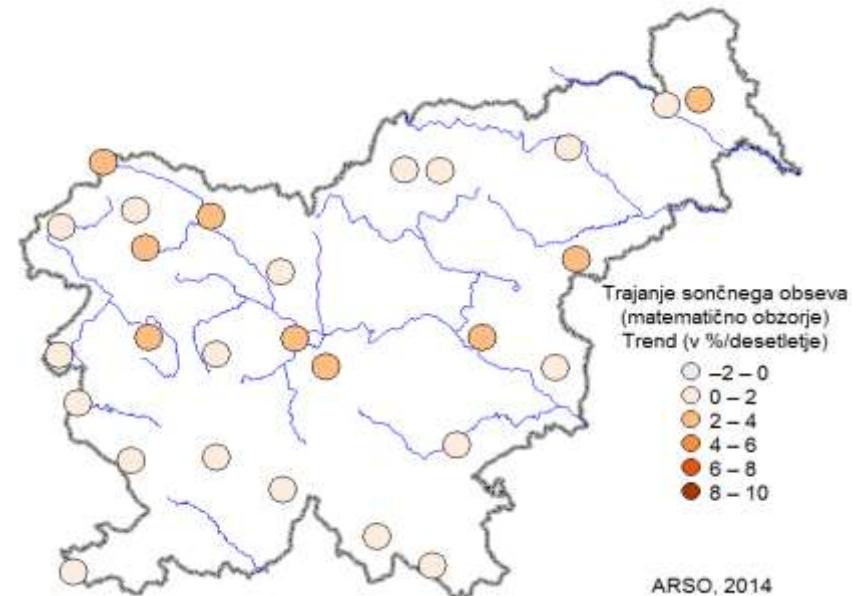 Trajanje sončnega obseva
(matematično obzorje)
Trend (v %/desetletje)
–2 – 0
0 – 2
2 – 4
4 – 6
6 – 8
8 – 10
ARSO, 2014